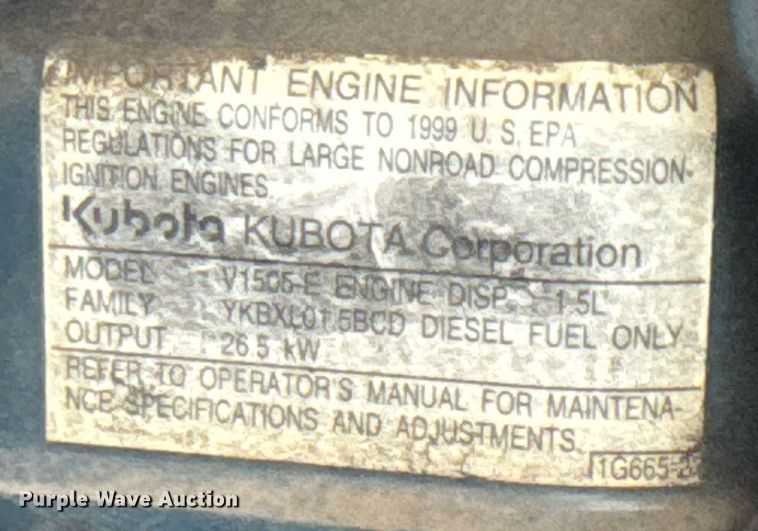 IMPORTANT ENGINE INFORMATION
THIS ENGINE CONFORMS TO 1999 U.S. EPA
REGULATIONS FOR LARGE NONROAD COMPRESSION-
IGNITION ENGINES
Kubota KUBOTA Corporation
MODEL V1505-E ENGINE DISP. 1.5L
FAMILY YKBXL01.5BCD DIESEL FUEL ONLY
OUTPUT 26.5 kW
REFER TO OPERATOR'S MANUAL FOR MAINTENA-
NCE SPECIFICATIONS AND ADJUSTMENTS.
1G665-2
Purple Wave Auction